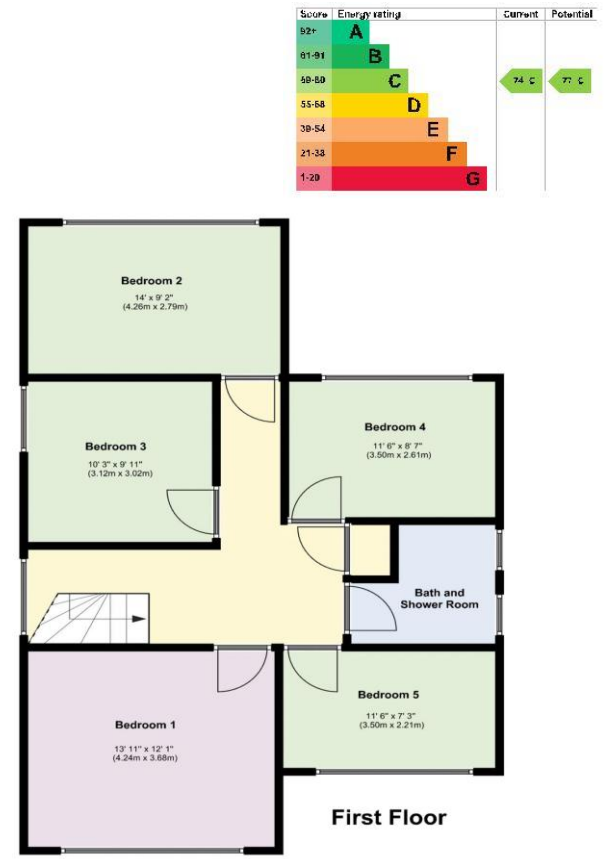 Score Energy rating Current Potential
92+ A
81-91 B
69-80 C 74 C 77 C
55-68 D
39-54 E
21-38 F
1-20 G
Bedroom 2
14' x 9' 2"
(4.26m x 2.79m)
Bedroom 3
10' 3" x 9' 11"
(3.12m x 3.02m)
Bedroom 4
11' 6" x 8' 7"
(3.50m x 2.61m)
Bath and
Shower Room
Bedroom 1
13' 11" x 12' 1"
(4.24m x 3.68m)
Bedroom 5
11' 6" x 7' 3"
(3.50m x 2.21m)
First Floor